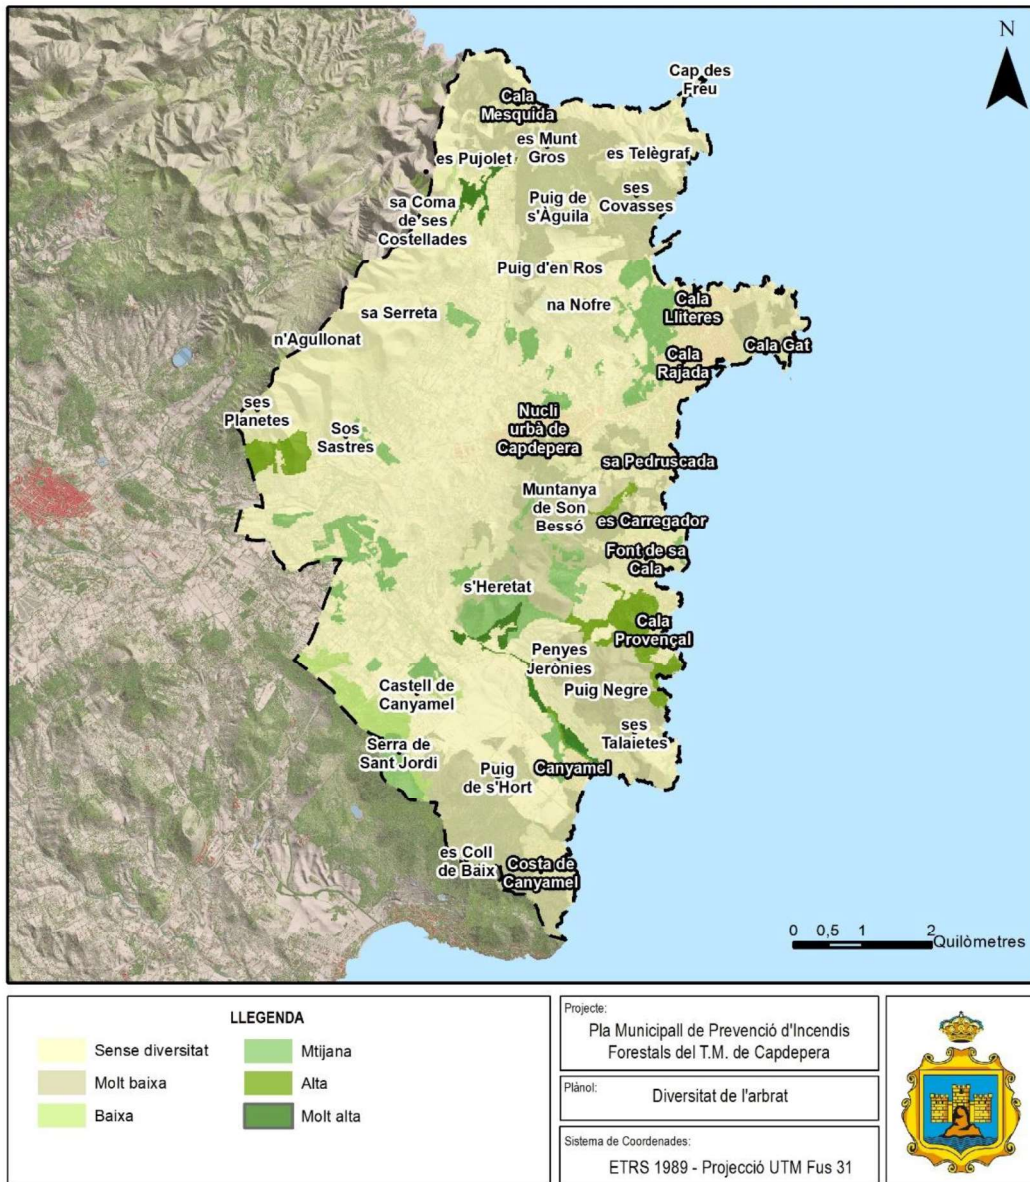 N
Cap des
Freu
Cala
Mesquida
es Munt
Gros
es Pujolet
es Telègraf
ses
Covasses
sa Coma
de ses
Costellades
Puig de
s'Àguila
Puig d'en Ros
na Nofre
Cala
Lliteres
sa Serreta
n'Agullonat
Cala Gat
Cala
Rajada
ses
Planetes
Sos
Sastres
Nucli
urbà de
Capdepera
sa Pedruscada
Muntanya
de Son
Bessó
es Carregador
Font de sa
Cala
s'Heretat
Cala
Provençal
Penyes
Jerònies
Puig Negre
Castell de
Canyamel
ses
Talaietes
Serra de
Sant Jordi
Puig
de s'Hort
Canyamel
es Coll
de Baix
Costa de
Canyamel
0 0,5 1 2
Quilòmetres
LLEGENDA
Sense diversitat
Molt baixa
Baixa
Mtijana
Alta
Molt alta
Projecte:
Pla Municipall de Prevenció d'Incendis
Forestals del T.M. de Capdepera
Plànol:
Diversitat de l'arbrat
Sistema de Coordenades:
ETRS 1989 - Projecció UTM Fus 31